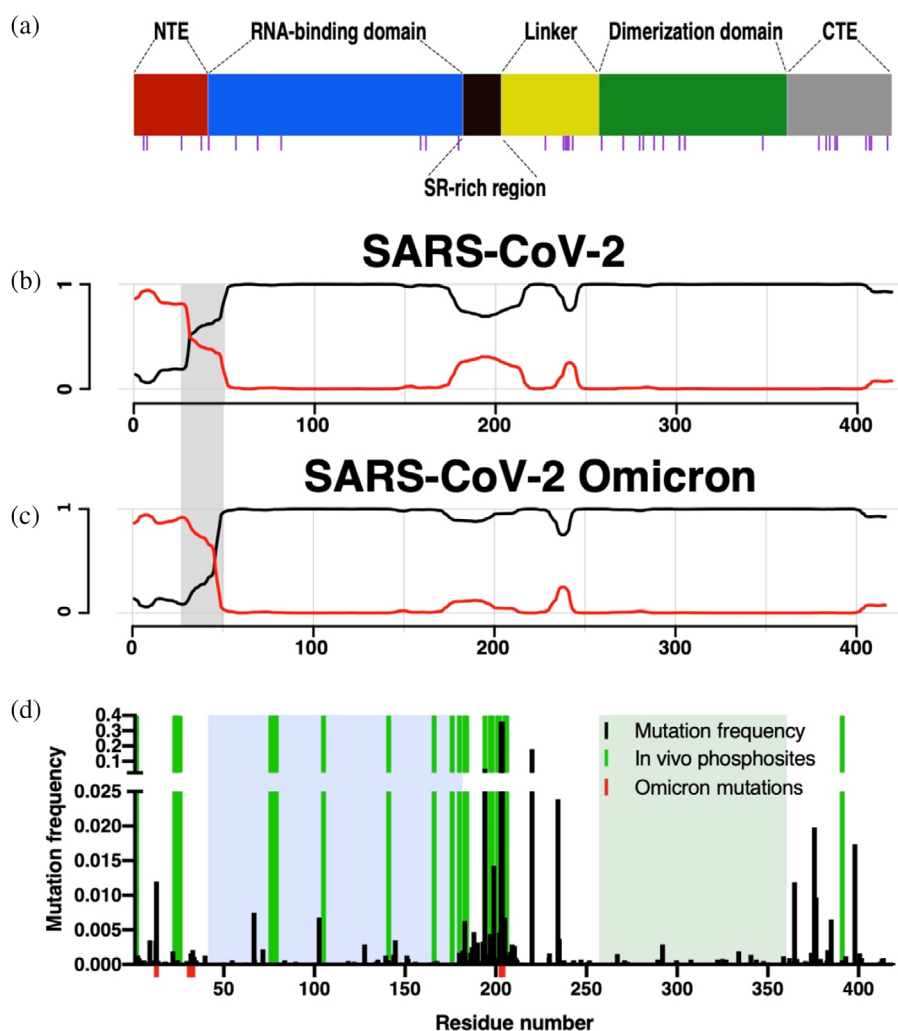 (a)
NTE RNA-binding domain Linker Dimerization domain CTE
SR-rich region
SARS-CoV-2
(b)
1
0
0 100 200 300 400
SARS-CoV-2 Omicron
(c)
1
0
0 100 200 300 400
(d)
Mutation frequency
0.4
0.3
0.2
0.1
0.025
0.020
0.015
0.010
0.005
0.000
Mutation frequency
In vivo phosphosites
Omicron mutations
50 100 150 200 250 300 350 400
Residue number